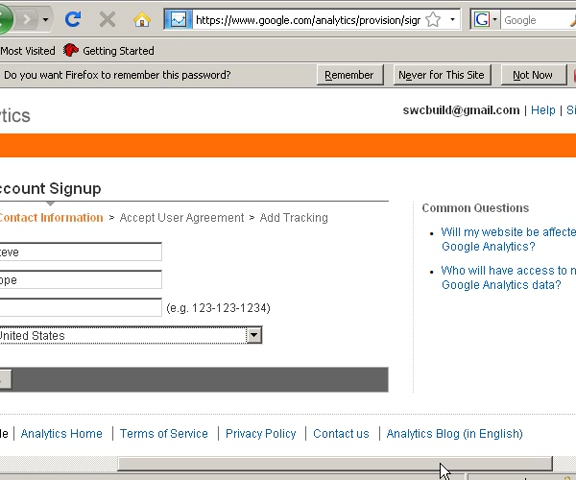 https://www.google.com/analytics/provision/sigr
Google
Most Visited Getting Started
Do you want Firefox to remember this password? Remember Never for This Site Not Now
tics
swcbuild@gmail.com | Help | Si
ccount Signup
Contact Information > Accept User Agreement > Add Tracking
teve
ope
(e.g. 123-123-1234)
United States
Common Questions
Will my website be affecte
Google Analytics?
Who will have access to n
Google Analytics data?
le | Analytics Home | Terms of Service | Privacy Policy | Contact us | Analytics Blog (in English)